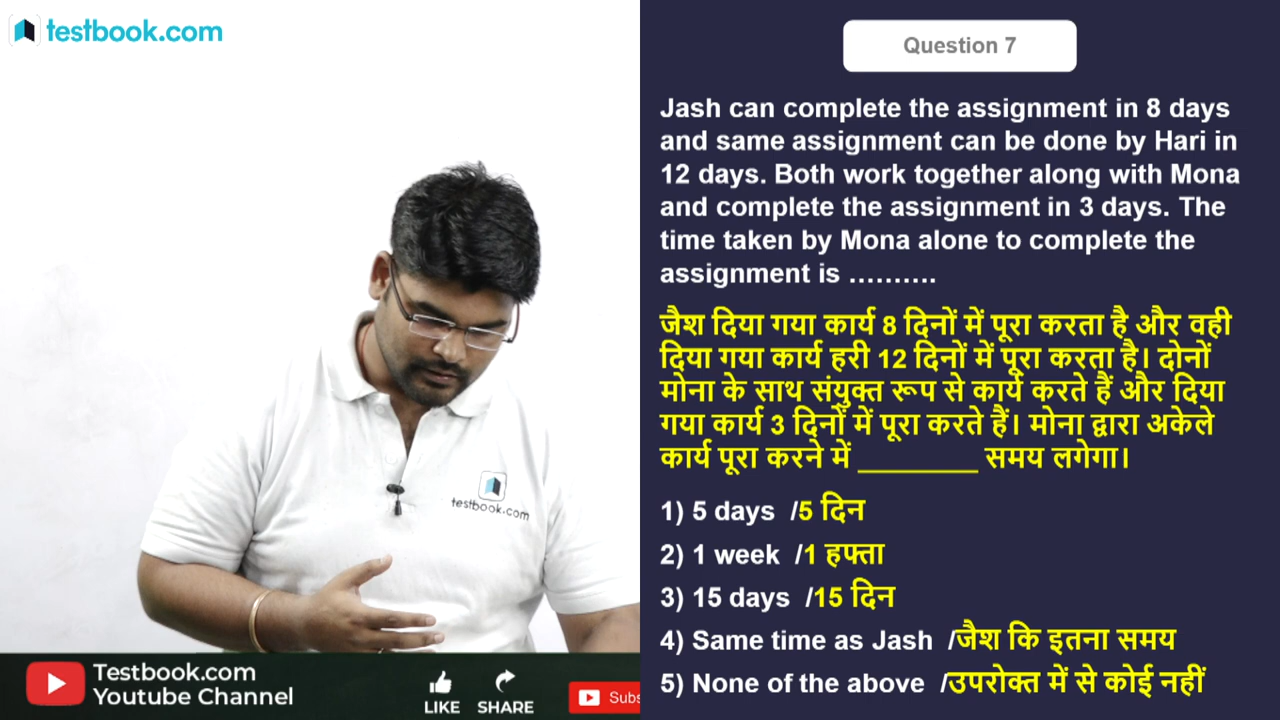 testbook.com
Question 7
Jash can complete the assignment in 8 days
and same assignment can be done by Hari in
12 days. Both work together along with Mona
and complete the assignment in 3 days. The
time taken by Mona alone to complete the
assignment is ..........
जैश दिया गया कार्य 8 दिनों में पूरा करता है और वही
दिया गया कार्य हरी 12 दिनों में पूरा करता है। दोनों
मोना के साथ संयुक्त रूप से कार्य करते हैं और दिया
गया कार्य 3 दिनों में पूरा करते हैं। मोना द्वारा अकेले
कार्य पूरा करने में ________ समय लगेगा।
1) 5 days /5 दिन
2) 1 week /1 हफ्ता
3) 15 days /15 दिन
4) Same time as Jash /जैश कि इतना समय
5) None of the above /उपरोक्त में से कोई नहीं
testbook.com
Testbook.com
Youtube Channel
LIKE
SHARE
Subs